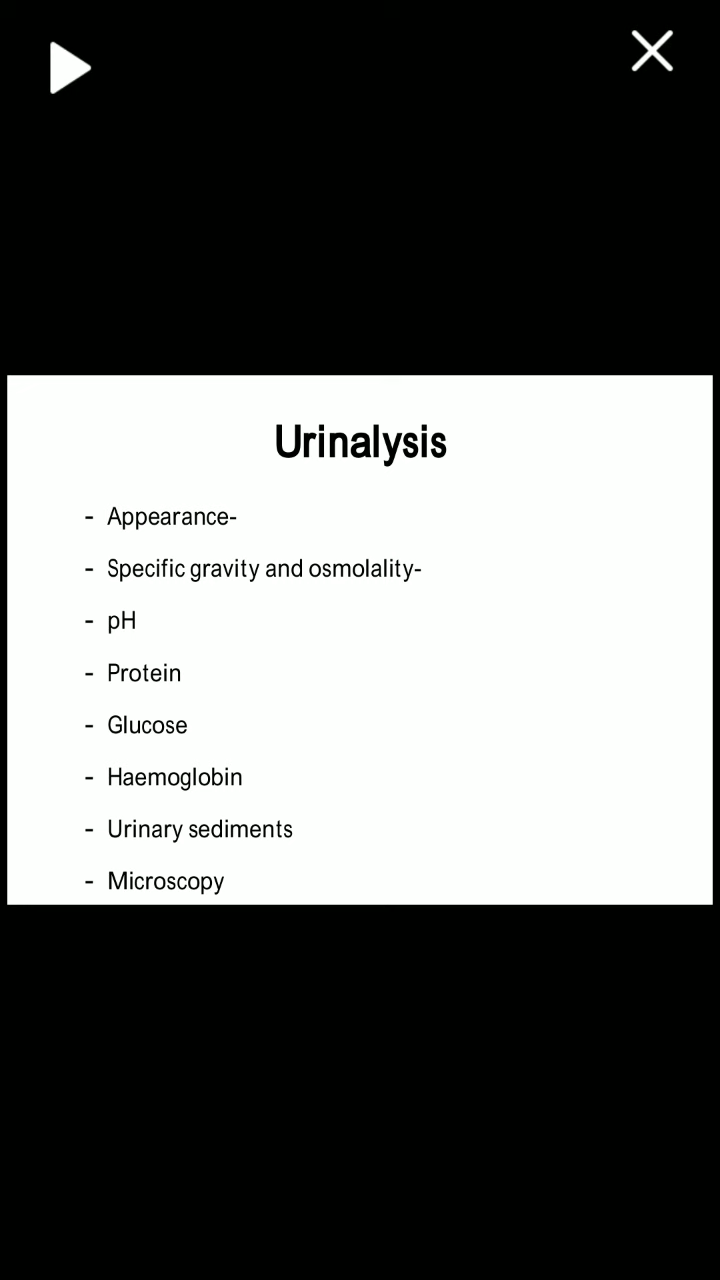 Urinalysis
- Appearance-
- Specific gravity and osmolality-
- pH
- Protein
- Glucose
- Haemoglobin
- Urinary sediments
- Microscopy